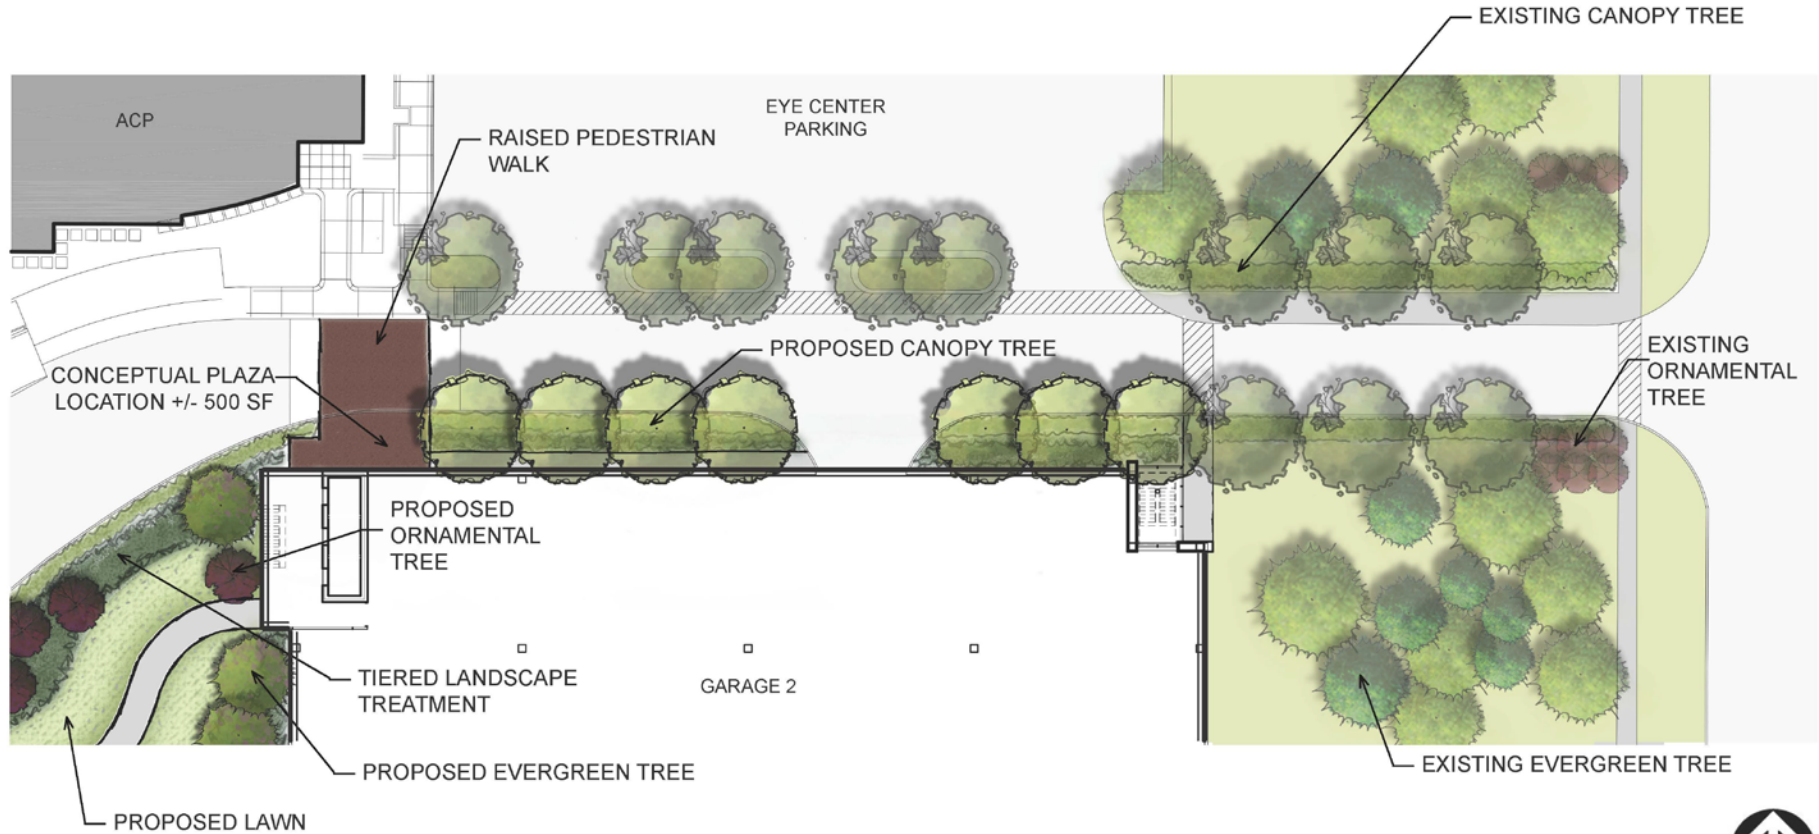 EXISTING CANOPY TREE
ACP
EYE CENTER
PARKING
RAISED PEDESTRIAN
WALK
PROPOSED CANOPY TREE
EXISTING
ORNAMENTAL
TREE
CONCEPTUAL PLAZA
LOCATION +/- 500 SF
PROPOSED
ORNAMENTAL
TREE
TIERED LANDSCAPE
TREATMENT
GARAGE 2
PROPOSED EVERGREEN TREE
EXISTING EVERGREEN TREE
PROPOSED LAWN